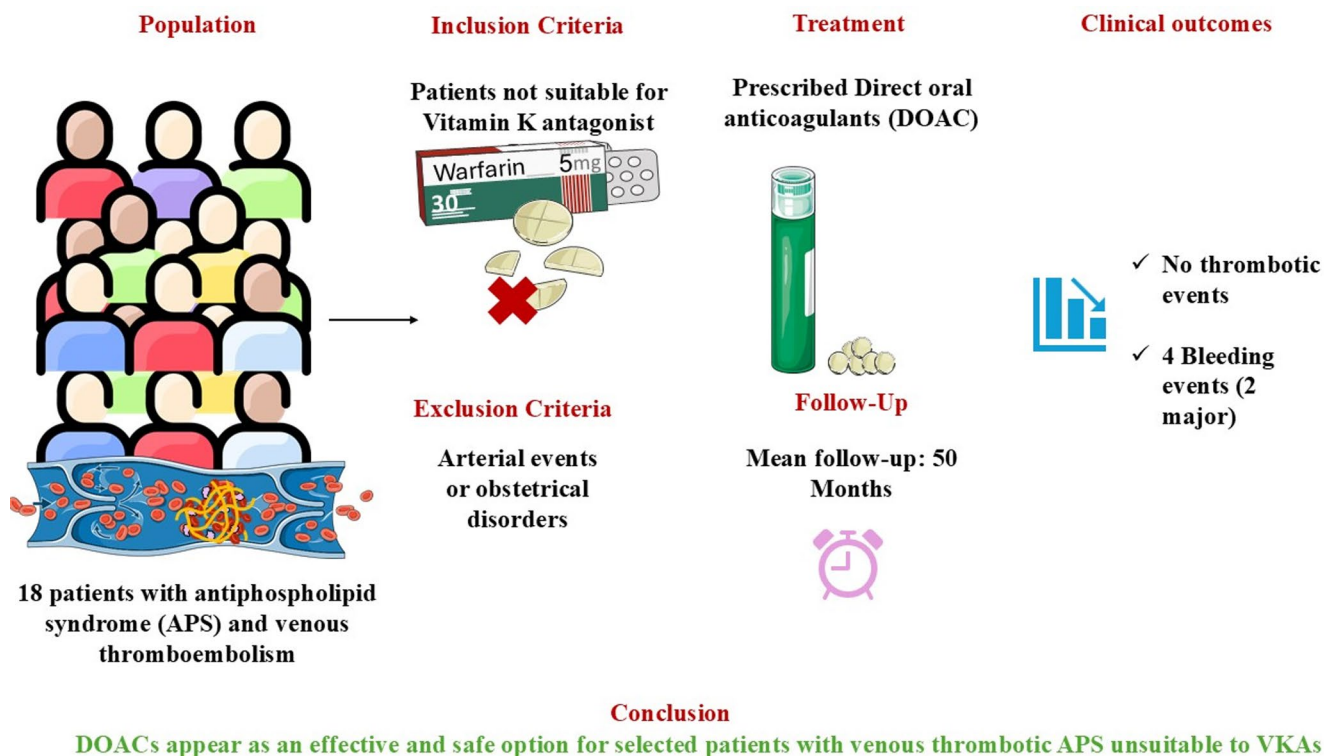 Population
18 patients with antiphospholipid
syndrome (APS) and venous
thromboembolism
Inclusion Criteria
Patients not suitable for
Vitamin K antagonist
Warfarin 5mg
30
Exclusion Criteria
Arterial events
or obstetrical
disorders
Treatment
Prescribed Direct oral
anticoagulants (DOAC)
Follow-Up
Mean follow-up: 50
Months
Clinical outcomes
✓ No thrombotic
events
✓ 4 Bleeding
events (2
major)
Conclusion
DOACs appear as an effective and safe option for selected patients with venous thrombotic APS unsuitable to VKAs